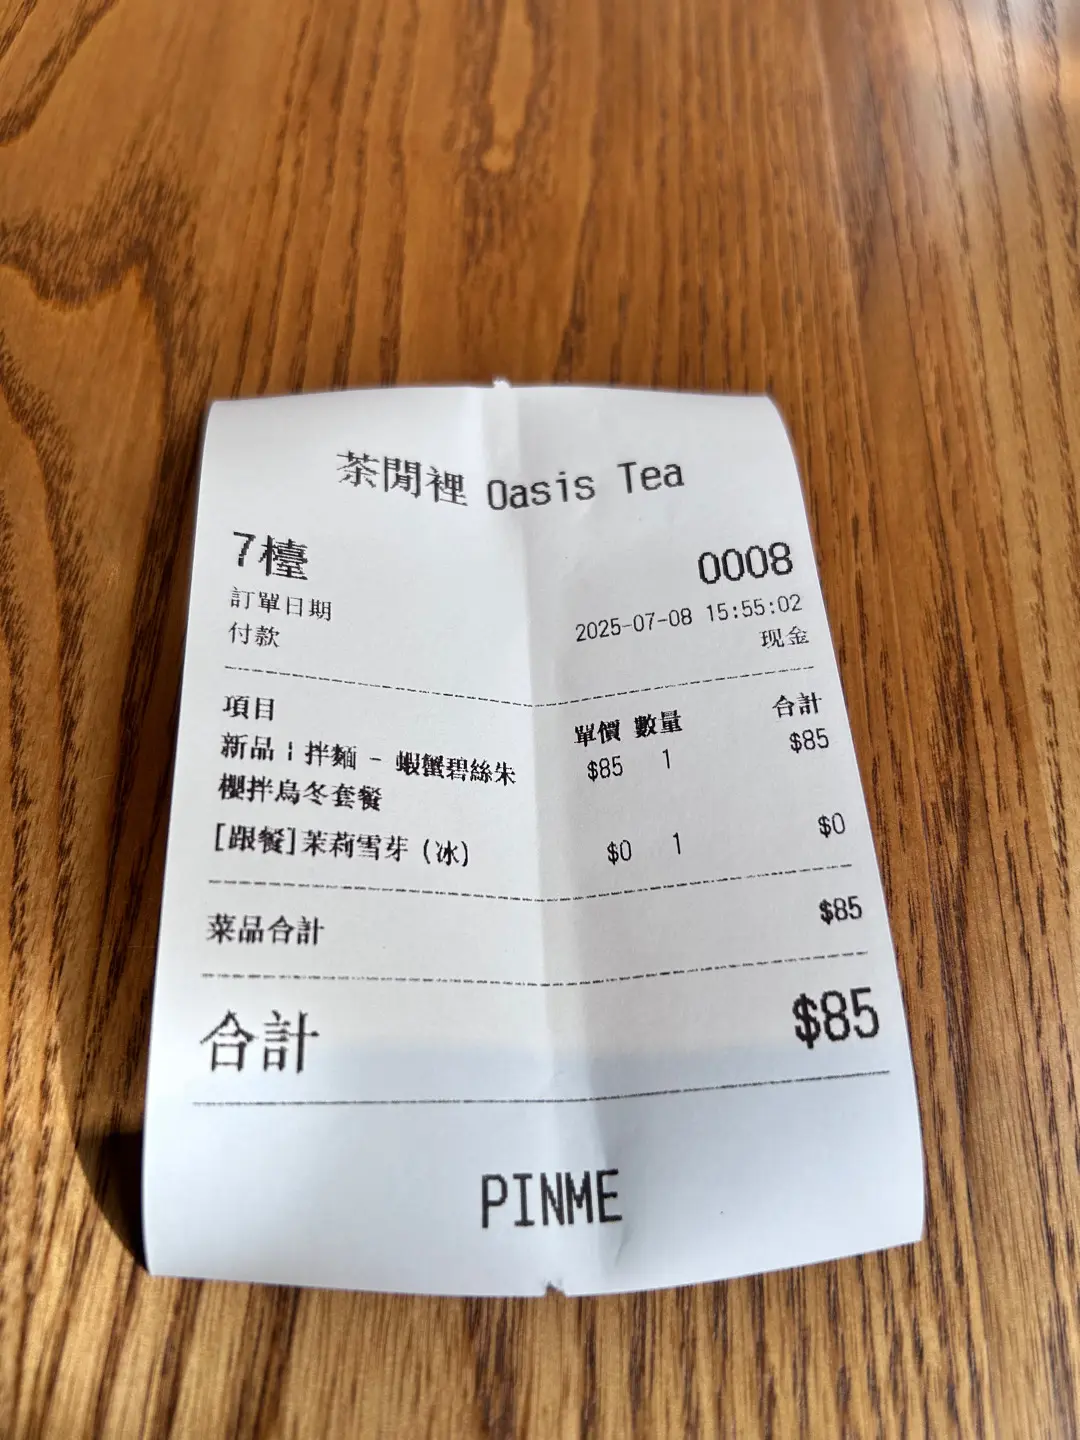 茶閒裡 Oasis Tea
7檯 0008
訂單日期 2025-07-08 15:55:02
付款 现金
項目 單價 數量 合計
新品 | 拌麵 - 蝦蟹碧絲朱 $85 1 $85
櫻拌烏冬套餐
[跟餐]茉莉雪芽 (冰) $0 1 $0
菜品合計 $85
合計 $85
PINME